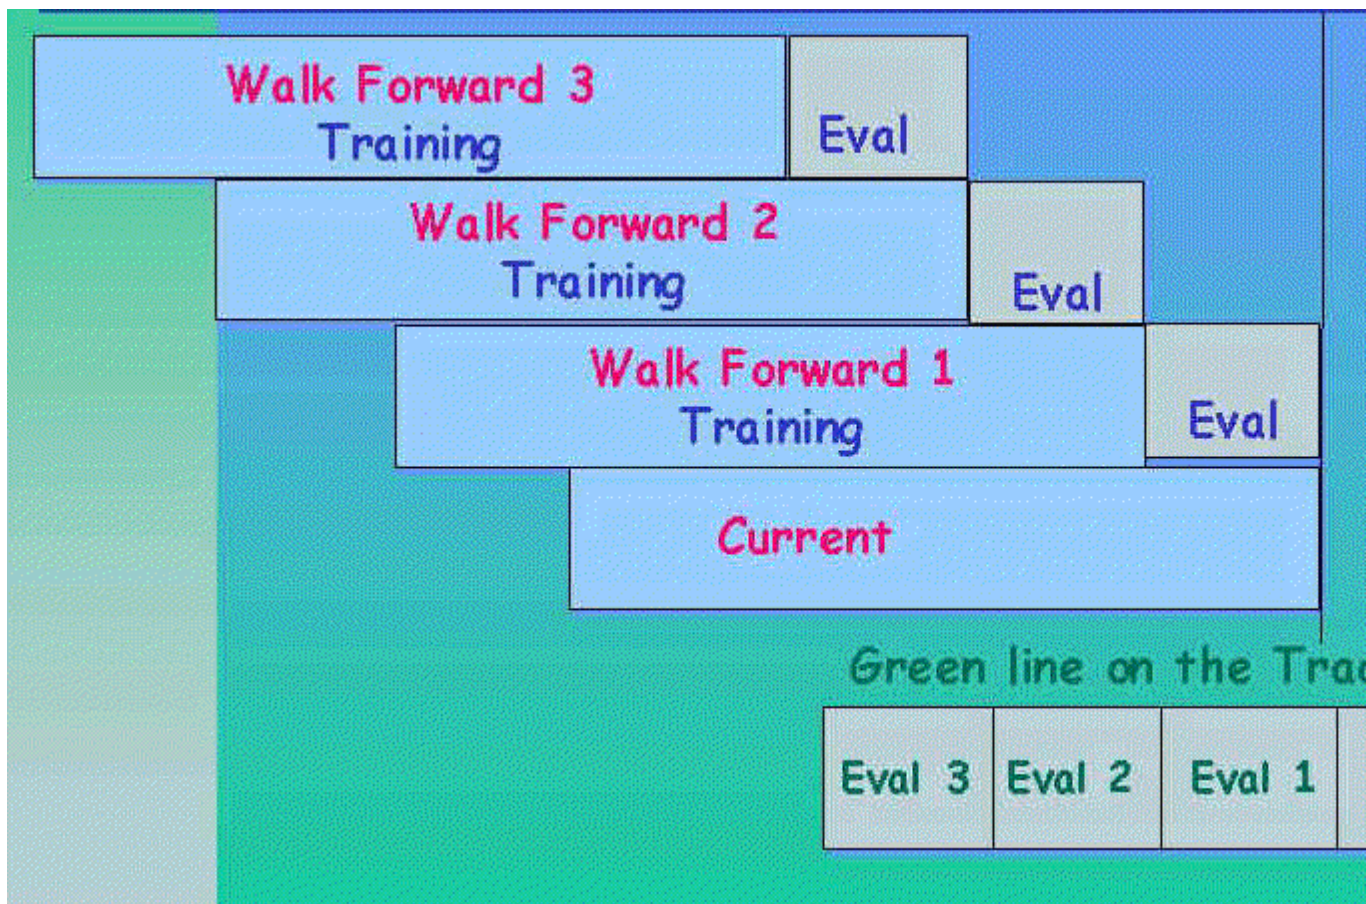 Walk Forward 3
Training
Eval
Walk Forward 2
Training
Eval
Walk Forward 1
Training
Eval
Current
Green line on the
Eval 3
Eval 2
Eval 1